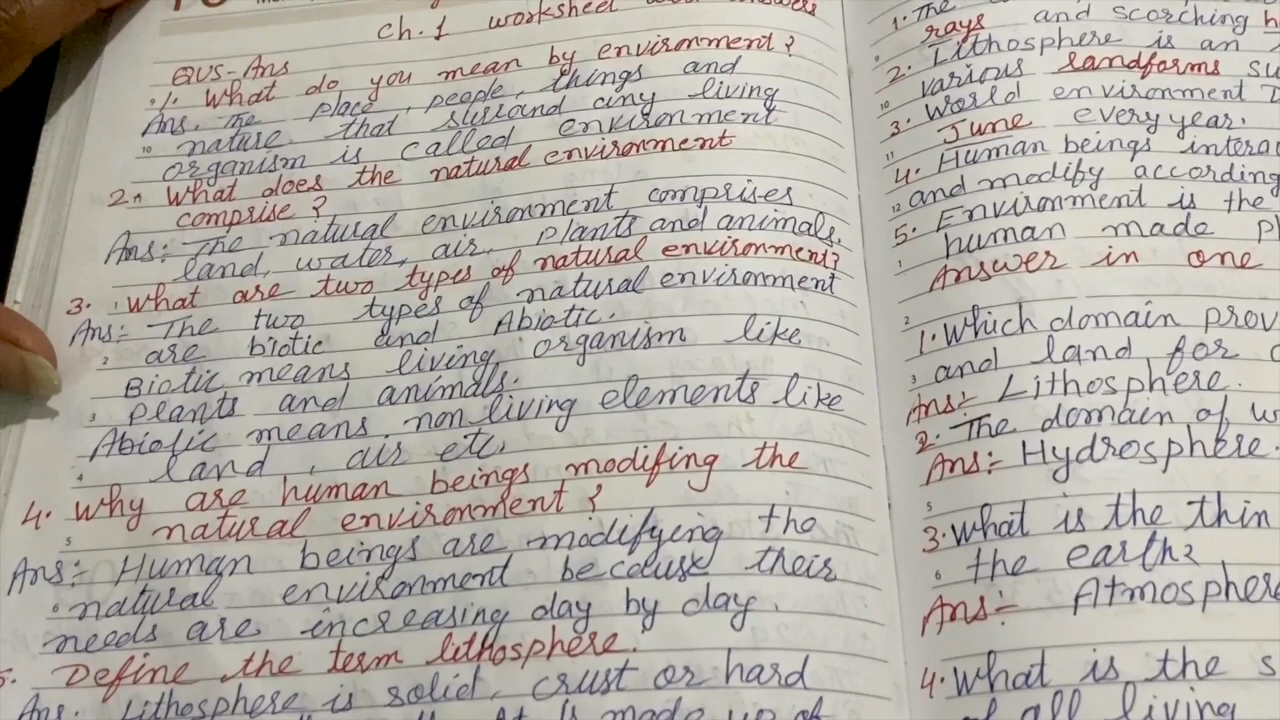 Ch.1 worksheet answers
QUS-Ans
1. What do you mean by environment?
Ans. The place, people, things and
nature that surround any living
organism is called environment
2. What does the natural environment
comprise?
Ans: The natural environment comprises
land, water, air, plants and animals.
3. What are two types of natural environment?
Ans: The two types of natural environment
are biotic and Abiotic.
Biotic means living organism like
plants and animals.
Abiotic means non living elements like
land, air etc.
4. Why are human beings modifing the
natural environment?
Ans: Human beings are modifying the
natural environment because their
needs are increasing day by day.
5. Define the term lithosphere.
Ans. Lithosphere is solid, crust or hard
It is made up of
1. The
rays and scorching
2. Lithosphere is an
various landforms
3. World environment
June every year.
4. Human beings
and modify according
5. Environment is the
human made
Answer in one
1. Which domain
and land for
Ans: Lithosphere.
2. The domain of
Ans: Hydrosphere.
3. What is the thin
the earth?
Ans: Atmosphere
4. What is the
of all living